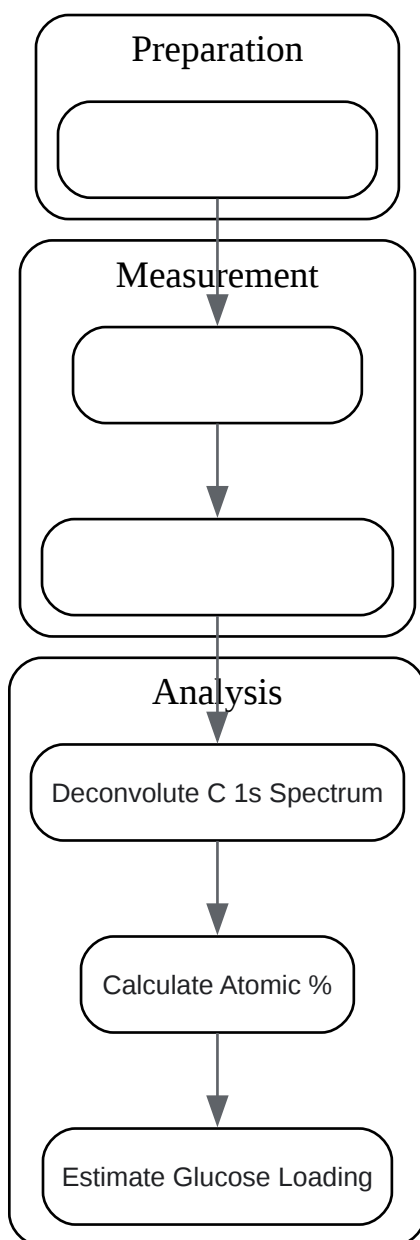 Preparation
Measurement
Analysis
Deconvolute C 1s Spectrum
Calculate Atomic %
Estimate Glucose Loading